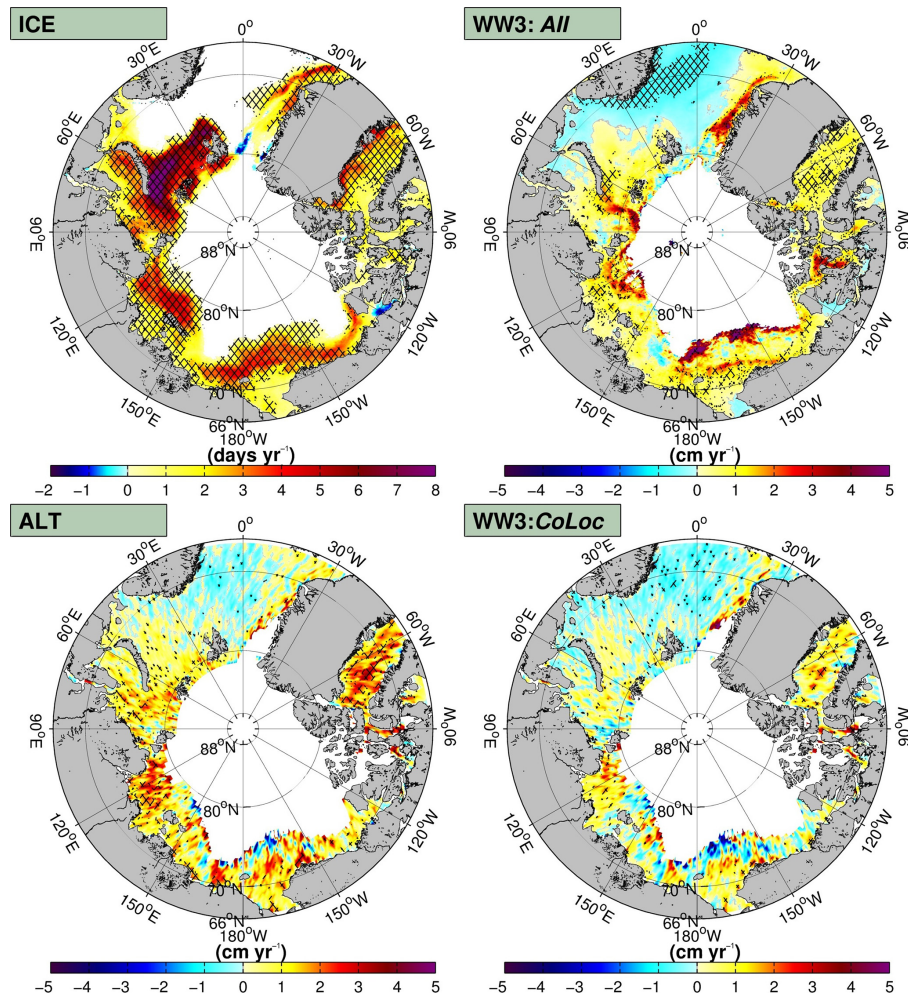 ICE
0°
30°E
30°W
60°E
60°W
90°E
90°W
88°N
80°N
120°E
120°W
70°N
150°E
150°W
66°N
180°W
(days yr⁻¹)
−2 −1 0 1 2 3 4 5 6 7 8
WW3: All
0°
30°E
30°W
60°E
60°W
90°E
90°W
88°N
80°N
120°E
120°W
70°N
150°E
150°W
66°N
180°W
(cm yr⁻¹)
−5 −4 −3 −2 −1 0 1 2 3 4 5
ALT
0°
30°E
30°W
60°E
60°W
90°E
90°W
88°N
80°N
120°E
120°W
70°N
150°E
150°W
66°N
180°W
(cm yr⁻¹)
−5 −4 −3 −2 −1 0 1 2 3 4 5
WW3:CoLoc
0°
30°E
30°W
60°E
60°W
90°E
90°W
88°N
80°N
120°E
120°W
70°N
150°E
150°W
66°N
180°W
(cm yr⁻¹)
−5 −4 −3 −2 −1 0 1 2 3 4 5